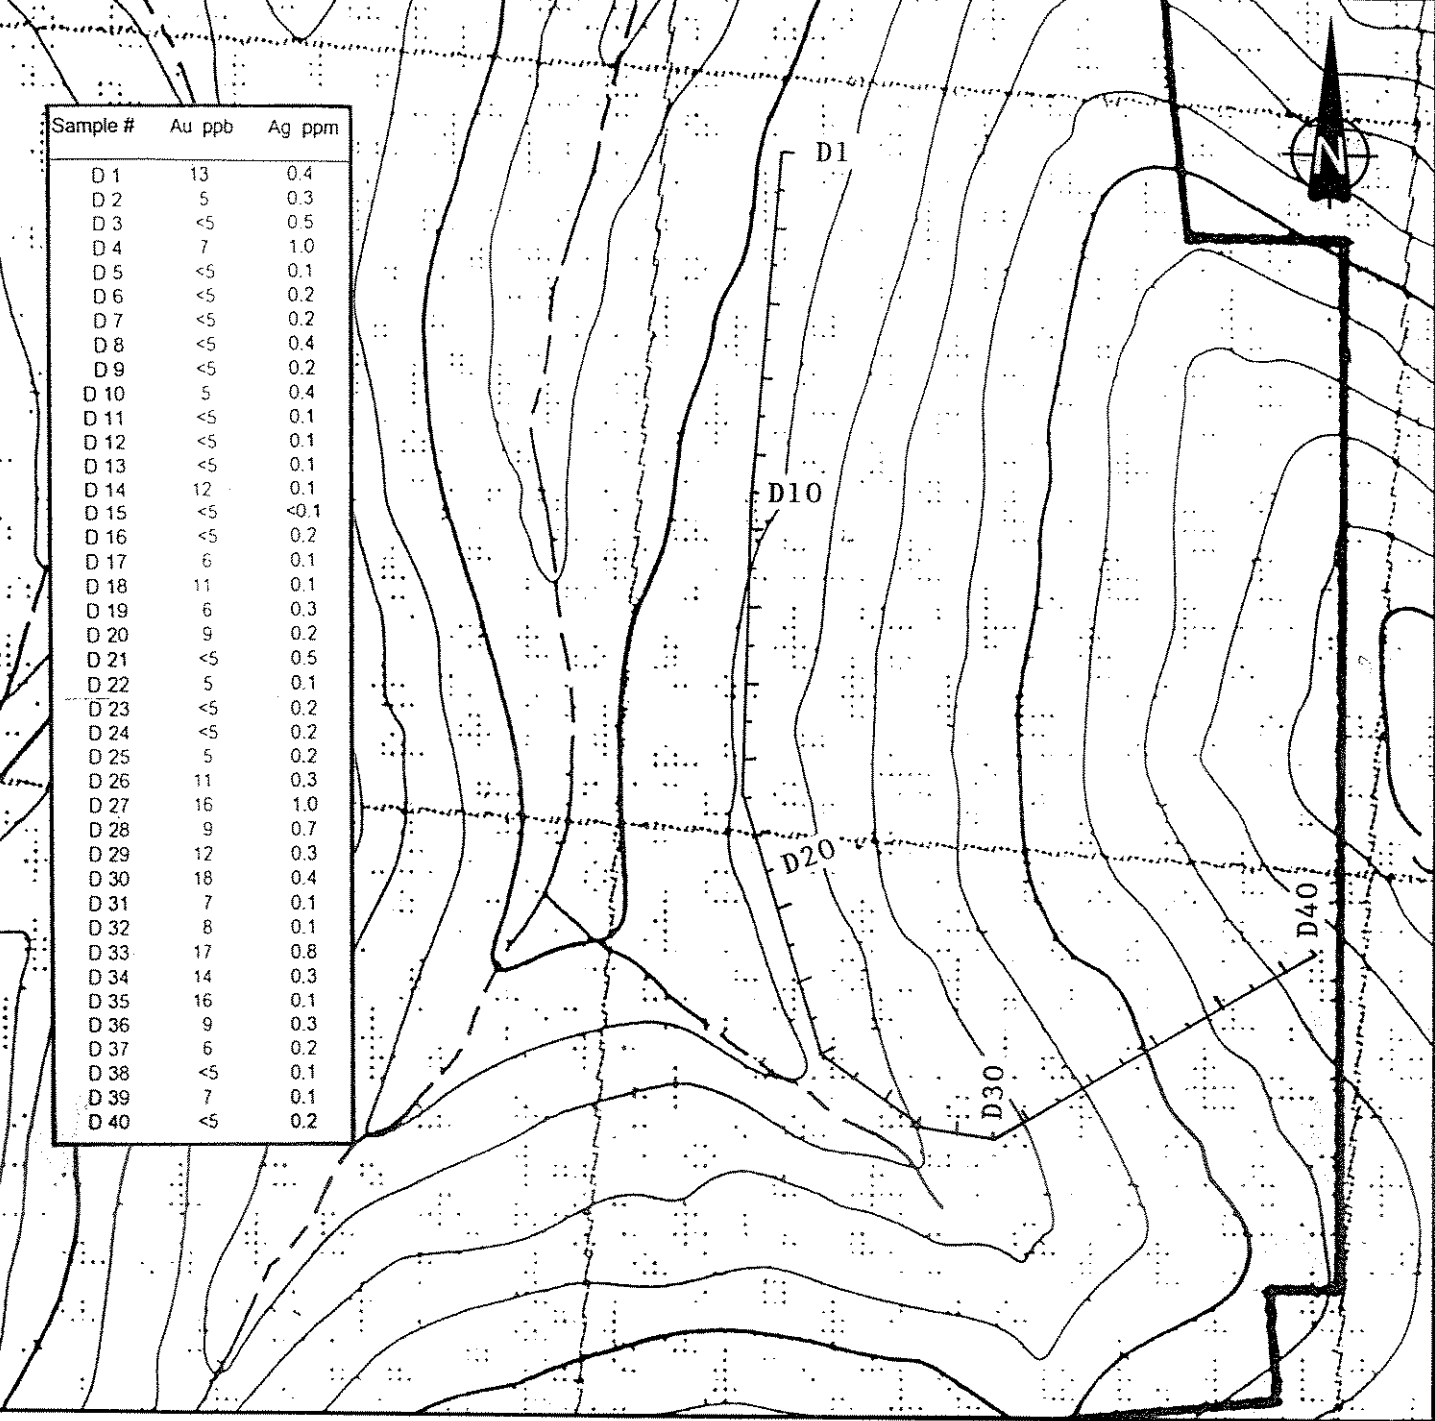 Sample # Au ppb Ag ppm
D 1 13 0.4
D 2 5 0.3
D 3 <5 0.5
D 4 7 1.0
D 5 <5 0.1
D 6 <5 0.2
D 7 <5 0.2
D 8 <5 0.4
D 9 <5 0.2
D 10 5 0.4
D 11 <5 0.1
D 12 <5 0.1
D 13 <5 0.1
D 14 12 0.1
D 15 <5 <0.1
D 16 <5 0.2
D 17 6 0.1
D 18 11 0.1
D 19 6 0.3
D 20 9 0.2
D 21 <5 0.5
D 22 5 0.1
D 23 <5 0.2
D 24 <5 0.2
D 25 5 0.2
D 26 11 0.3
D 27 16 1.0
D 28 9 0.7
D 29 12 0.3
D 30 18 0.4
D 31 7 0.1
D 32 8 0.1
D 33 17 0.8
D 34 14 0.3
D 35 16 0.1
D 36 9 0.3
D 37 6 0.2
D 38 <5 0.1
D 39 7 0.1
D 40 <5 0.2
D1
N
D10
D20
D40
D30